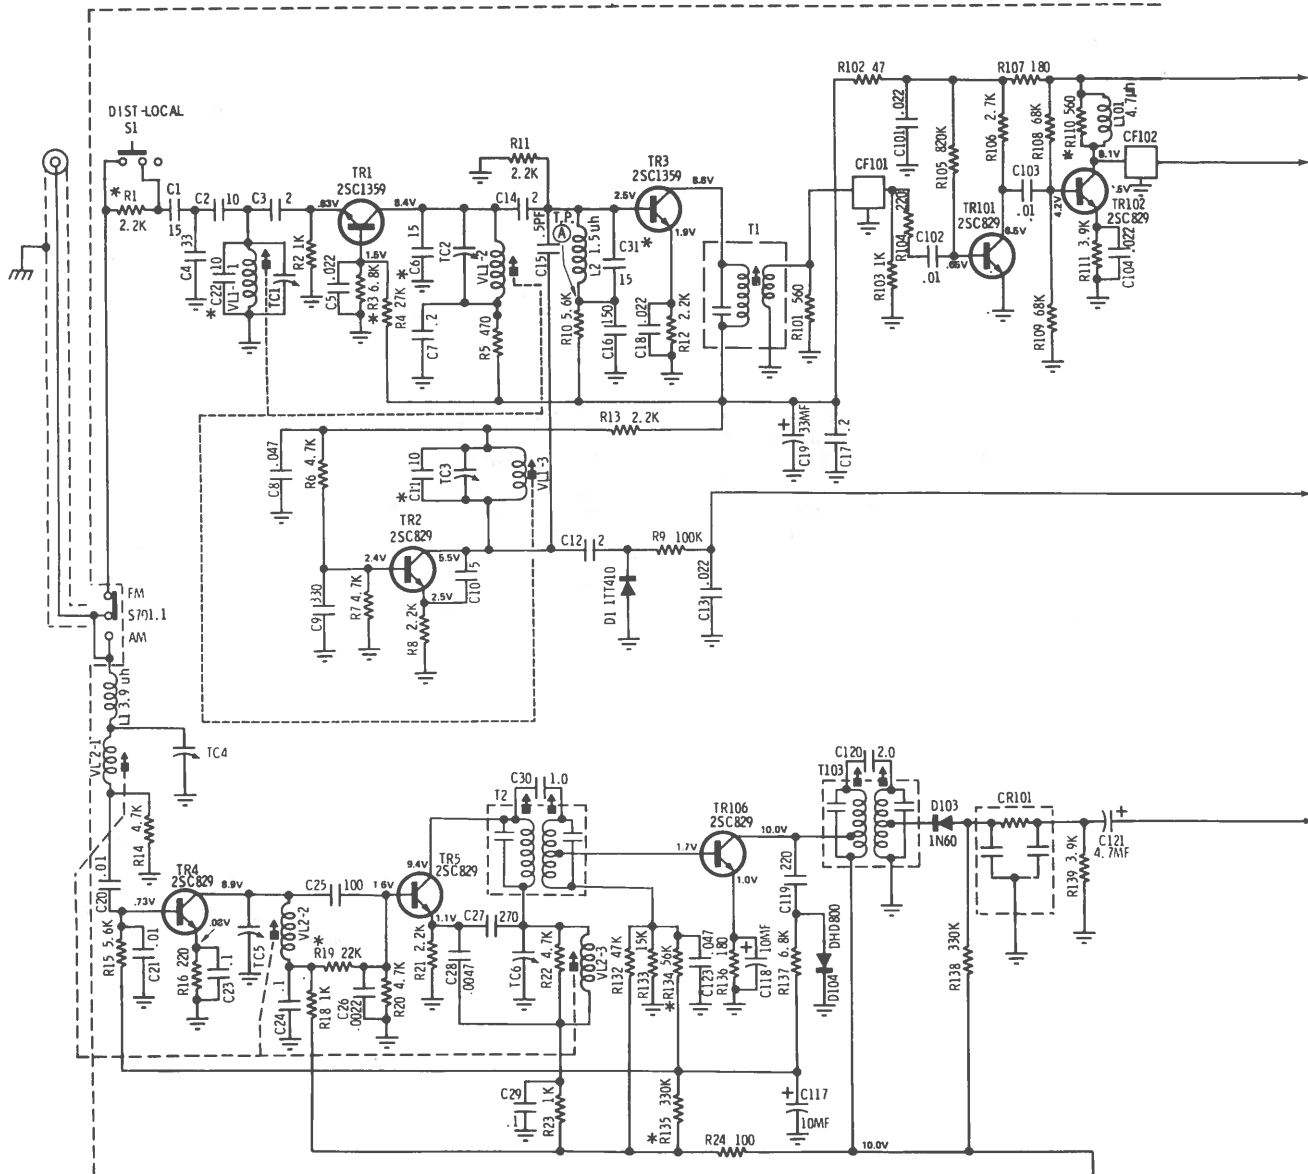 DIST-LOCAL
S1
*
R1
2.2K
C1
15
C2
10
C3
2
C4
33
*
C22
10
VL1-1
TC1
R2 1K
.83V
TR1
2SC1359
8.4V
1.5V
C5
.022
* R3 6.8K
R4 27K
*
C6
15
TC2
VL1-2
C7
.2
R5 470
R11
2.2K
C14
2
C15
.5PF
T.P.
A
L2 1.5uh
2.5V
TR3
2SC1359
8.8V
1.9V
C31
*
15
R10 5.6K
C16
150
C18
.022
R12 2.2K
T1
R101 560
R102 47
C101
.022
R105 820K
CF101
R103 1K
R104
220
C102
.01
.65V
TR101
2SC829
6.5V
R106 2.7K
R107 180
R108 68K
C103
.01
4.2V
R109 68K
* R110 560
L101
4.7µh
8.1V
CF102
TR102
2SC829
R111 3.9K
C104
.022
R13 2.2K
C19
33MF
+
C17
.2
C8
.047
R6 4.7K
*
C11
10
TC3
VL1-3
TR2
2SC829
2.4V
5.5V
2.5V
C9
330
R7 4.7K
R8 2.2K
C10
5
C12
2
D1 1TT410
R9 100K
C13
.022
FM
S701.1
AM
L1 3.9 uh
VL2-1
TC4
R14 4.7K
C20
.01
.73V
TR4
2SC829
8.9V
.02V
R15 5.6K
C21
.01
R16 220
C23
.1
TC5
VL2-2
C24
.1
R18 1K
C25
100
*
R19 22K
C26
.0022
R20 4.7K
1.6V
9.4V
TR5
2SC829
1.1V
R21 2.2K
C27
270
C28
.0047
TC6
R22 4.7K
VL2-3
T2
C30
1.0
C29
.1
R23 1K
R132 47K
R133 15K
* R134 56K
C123
.047
R135 330K
*
R24 100
1.7V
TR106
2SC829
10.0V
1.0V
R136 180
C118
10MF
+
C119
220
R137 6.8K
D104
DHD800
C117
10MF
+
T103
C120
2.0
D103
1N60
CR101
R138 330K
R139 3.9K
C121
4.7MF
+
10.0V